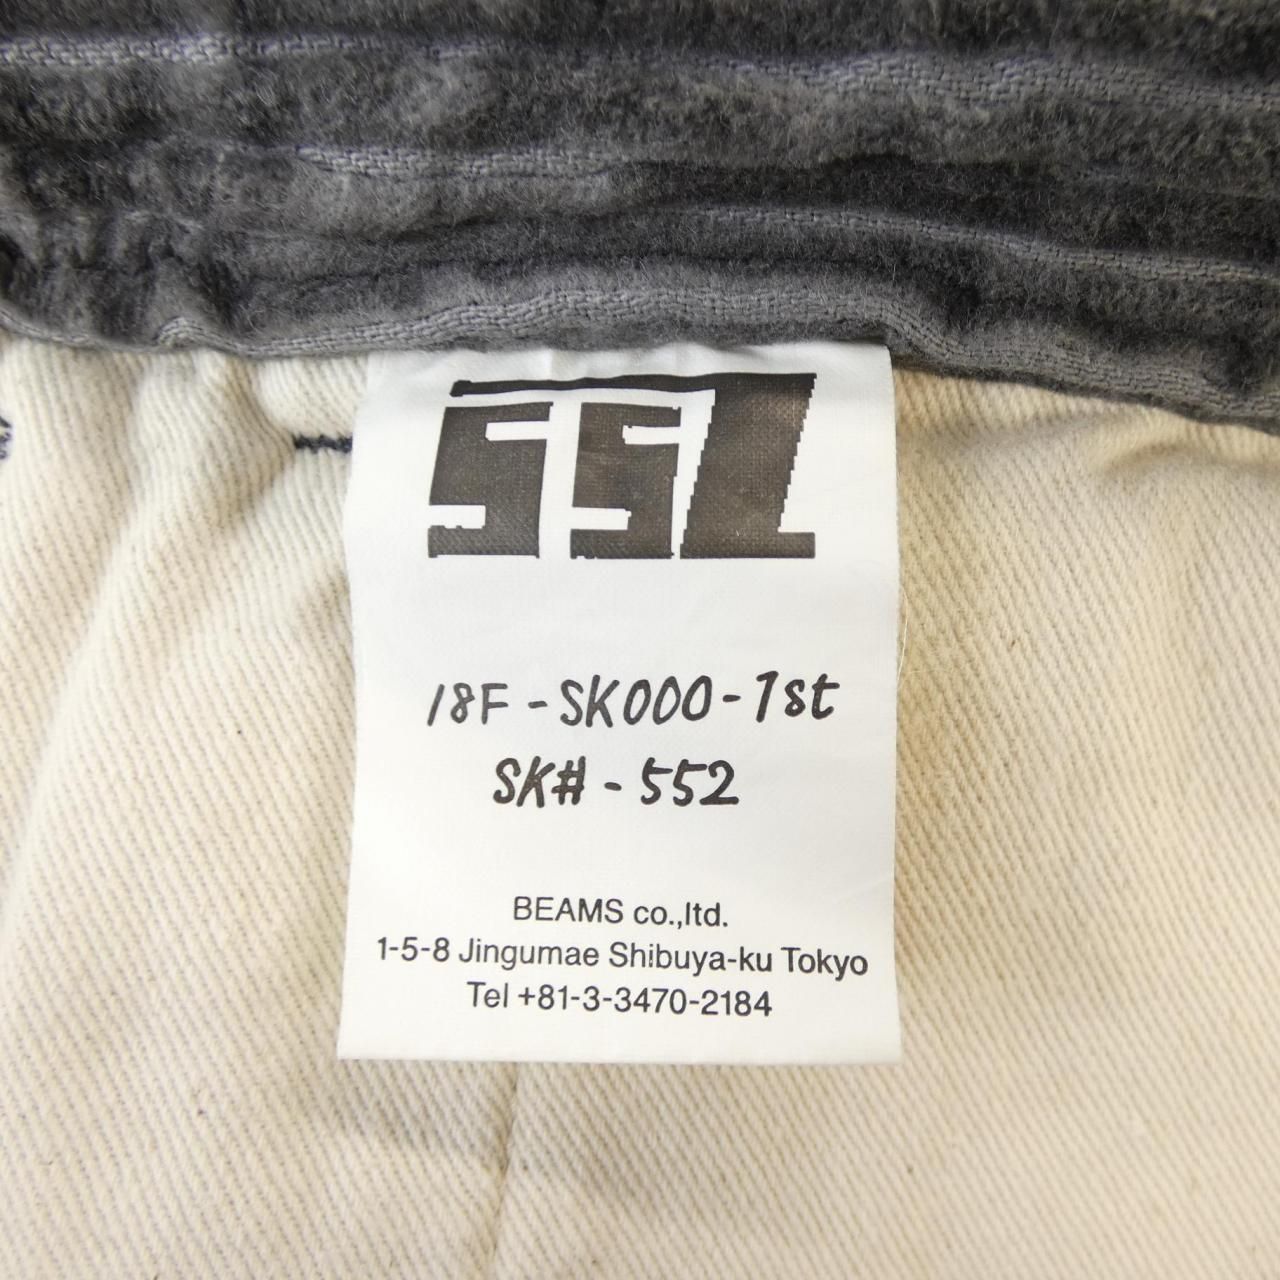 SSZ
18F-SK000-1st
SK#-552
BEAMS co.,ltd.
1-5-8 Jingumae Shibuya-ku Tokyo
Tel +81-3-3470-2184